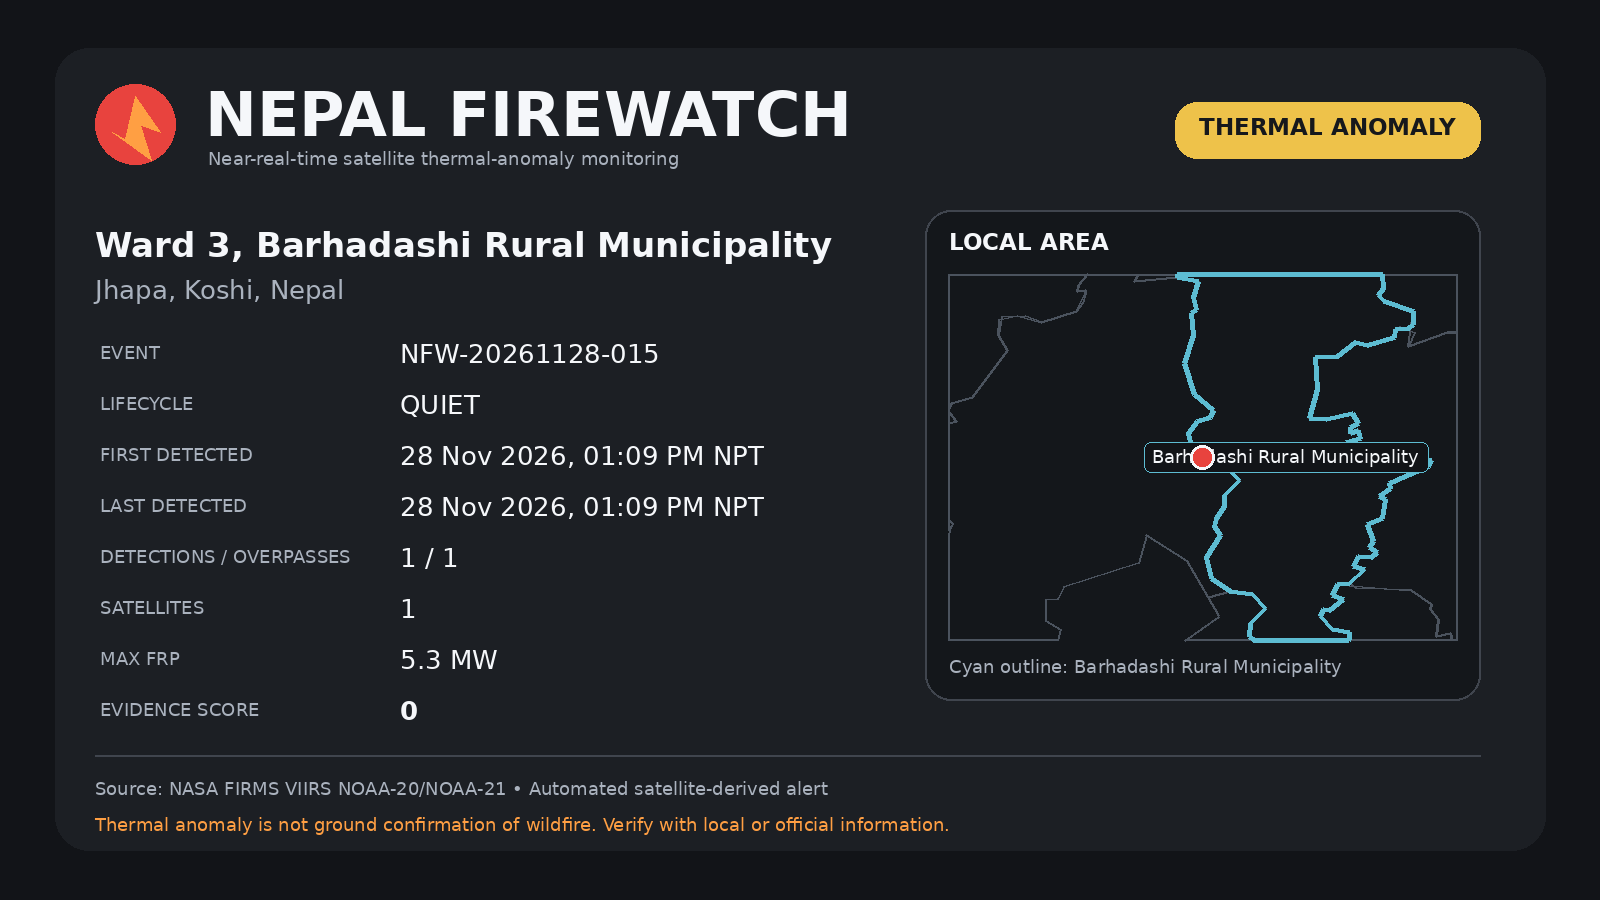 NEPAL FIREWATCH
Near-real-time satellite thermal-anomaly monitoring
THERMAL ANOMALY
Ward 3, Barhadashi Rural Municipality
Jhapa, Koshi, Nepal
EVENT NFW-20261128-015
LIFECYCLE QUIET
FIRST DETECTED 28 Nov 2026, 01:09 PM NPT
LAST DETECTED 28 Nov 2026, 01:09 PM NPT
DETECTIONS / OVERPASSES 1 / 1
SATELLITES 1
MAX FRP 5.3 MW
EVIDENCE SCORE 0
LOCAL AREA
Barhadashi Rural Municipality
Cyan outline: Barhadashi Rural Municipality
Source: NASA FIRMS VIIRS NOAA-20/NOAA-21 • Automated satellite-derived alert
Thermal anomaly is not ground confirmation of wildfire. Verify with local or official information.